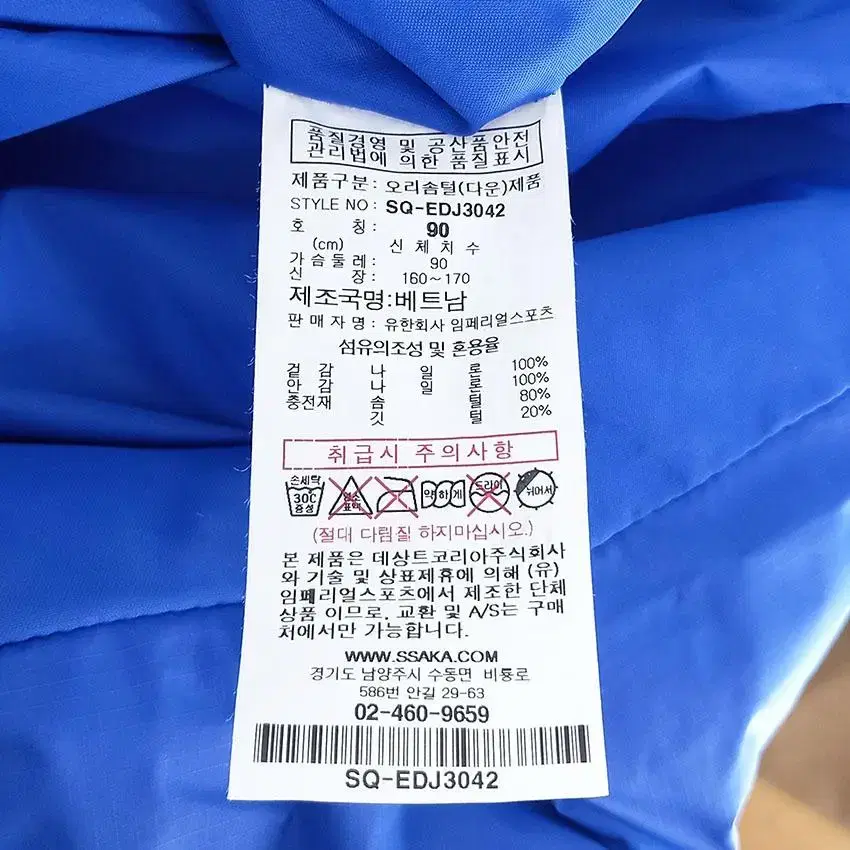 품질경영 및 공산품안전
관리법에 의한 품질표시
제품구분: 오리솜털(다운)제품
STYLE NO: SQ-EDJ3042
호 칭: 90
(cm) 신체치수
가슴둘레: 90
신 장: 160~170
제조국명:베트남
판매자명: 유한회사 임페리얼스포츠
섬유의조성 및 혼용율
겉 감 나 일 론 100%
안 감 나 일 론 100%
충전재 솜 털 80%
깃 털 20%
취급시 주의사항
손세탁 30C 중성 염소 표백 약하게 드라이 뉘어서
(절대 다림질 하지마십시오.)
본 제품은 데상트코리아주식회사
와 기술 및 상표제휴에 의해 (유)
임페리얼스포츠에서 제조한 단체
상품 이므로, 교환 및 A/S는 구매
처에서만 가능합니다.
WWW.SSAKA.COM
경기도 남양주시 수동면 비룡로
586번 안길 29-63
02-460-9659
SQ-EDJ3042